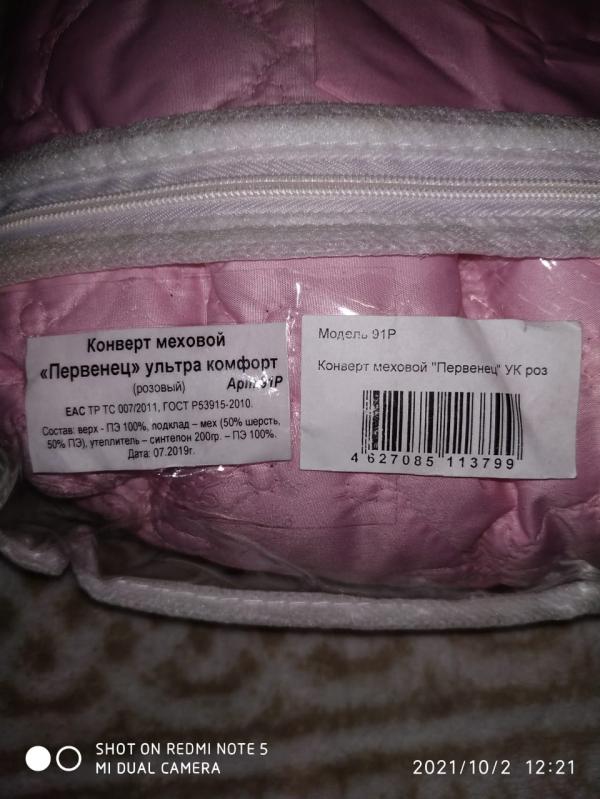 Конверт меховой
«Первенец» ультра комфорт
(розовый) Арт. 91Р
ЕАС ТР ТС 007/2011, ГОСТ Р53915-2010.
Состав: верх - ПЭ 100%, подклад – мех (50% шерсть,
50% ПЭ), утеплитель – синтепон 200гр. – ПЭ 100%.
Дата: 07.2019г.
Модель 91Р
Конверт меховой "Первенец" УК роз
4 627085 113799
SHOT ON REDMI NOTE 5
MI DUAL CAMERA
2021/10/2 12:21